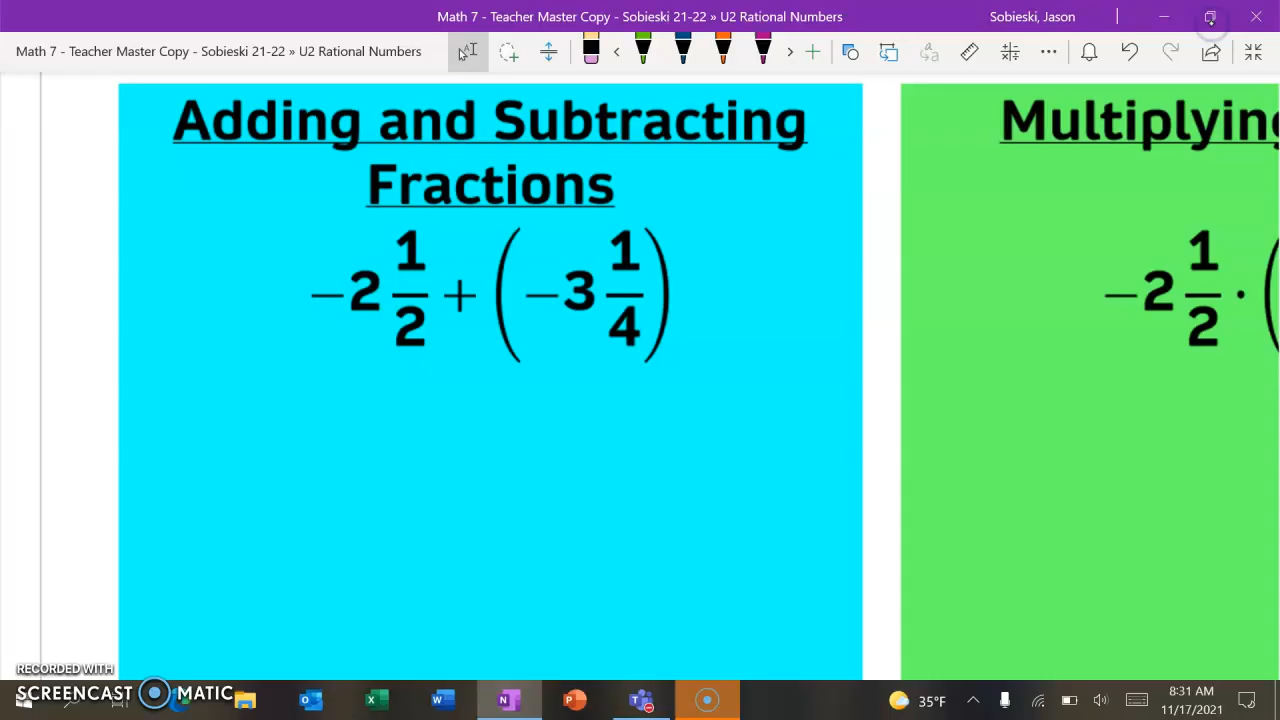 Math 7 - Teacher Master Copy - Sobieski 21-22 » U2 Rational Numbers
Sobieski, Jason
Math 7 - Teacher Master Copy - Sobieski 21-22 » U2 Rational Numbers
Adding and Subtracting
Fractions
−2 1/2 + (−3 1/4)
Multiplying
−2 1/2 · (
RECORDED WITH
SCREENCAST MATIC
35°F
8:31 AM
11/17/2021